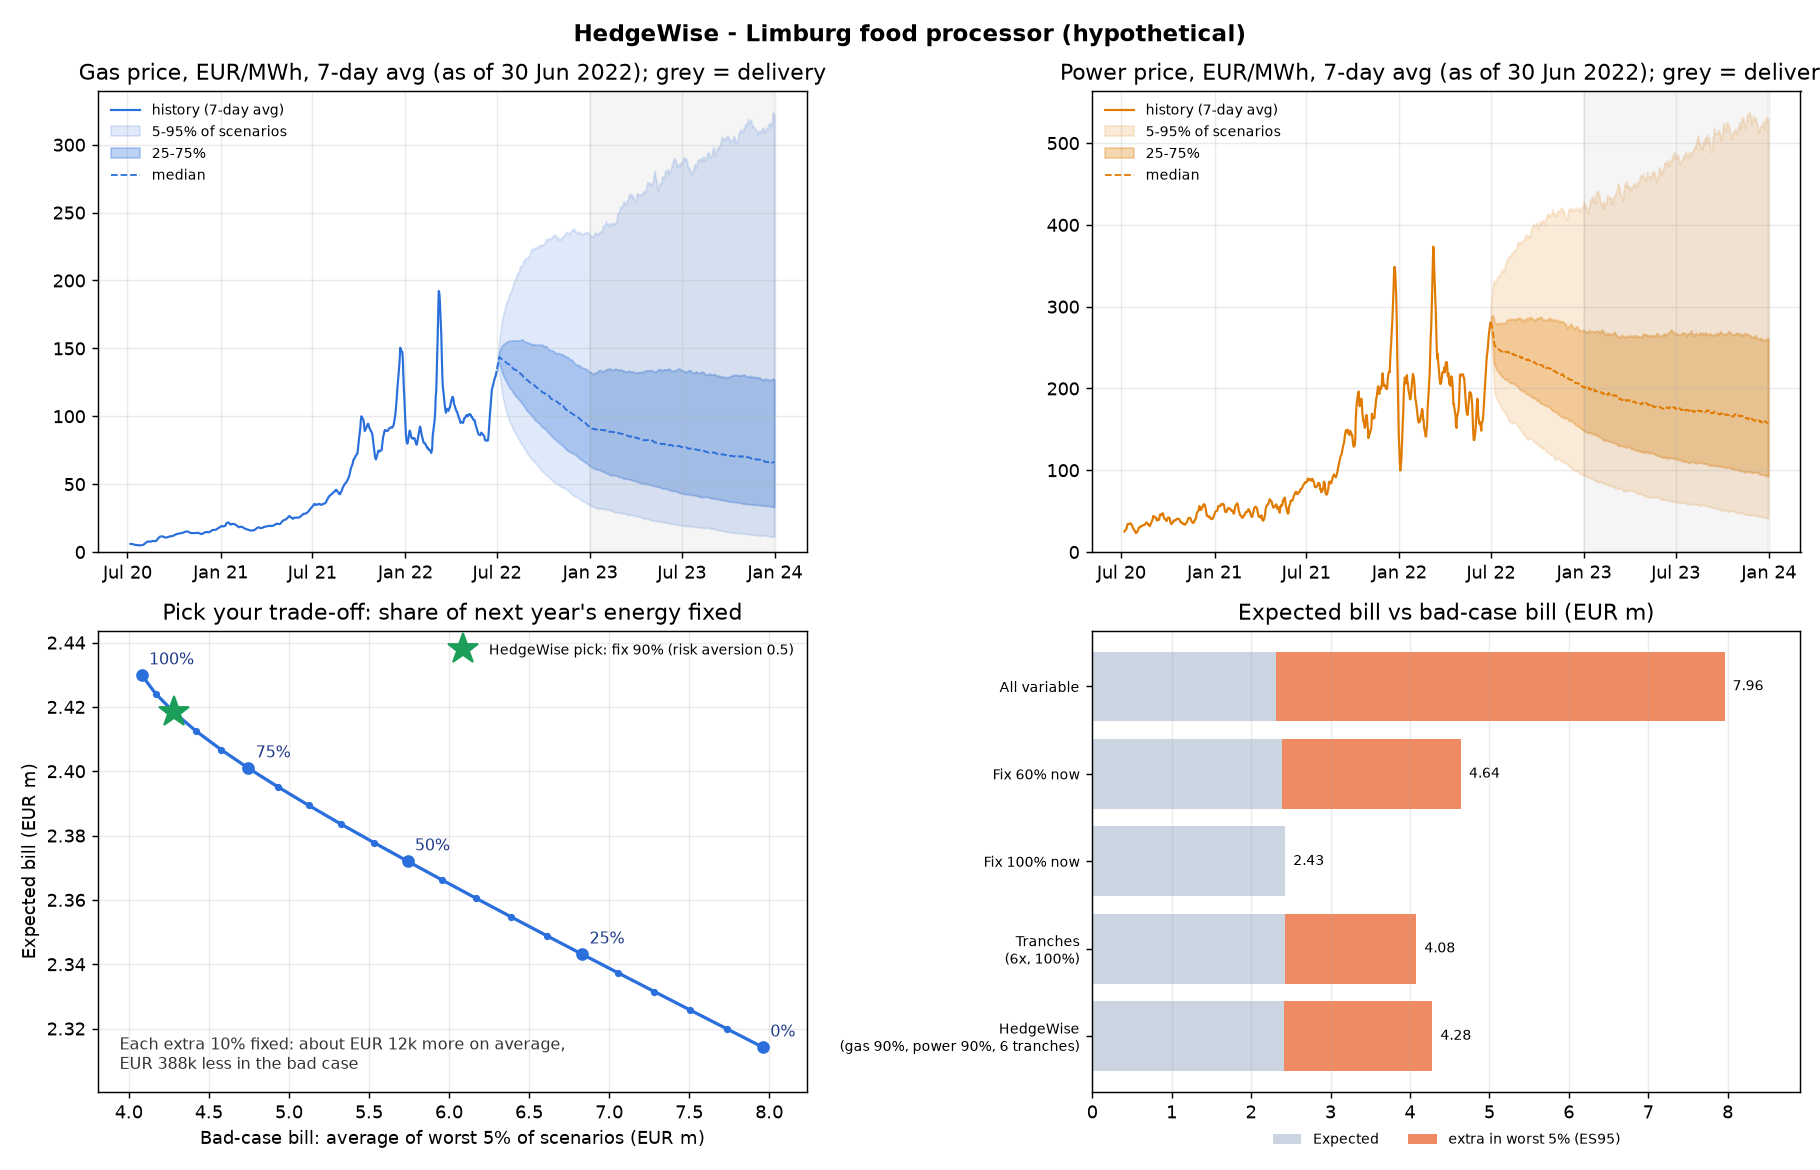 HedgeWise - Limburg food processor (hypothetical)
Gas price, EUR/MWh, 7-day avg (as of 30 Jun 2022); grey = delivery
history (7-day avg)
5-95% of scenarios
25-75%
median
300
250
200
150
100
50
0
Jul 20
Jan 21
Jul 21
Jan 22
Jul 22
Jan 23
Jul 23
Jan 24
Power price, EUR/MWh, 7-day avg (as of 30 Jun 2022); grey = deliver
history (7-day avg)
5-95% of scenarios
25-75%
median
500
400
300
200
100
0
Jul 20
Jan 21
Jul 21
Jan 22
Jul 22
Jan 23
Jul 23
Jan 24
Pick your trade-off: share of next year's energy fixed
HedgeWise pick: fix 90% (risk aversion 0.5)
Expected bill (EUR m)
2.44
2.42
2.40
2.38
2.36
2.34
2.32
100%
75%
50%
25%
0%
Each extra 10% fixed: about EUR 12k more on average,
EUR 388k less in the bad case
4.0
4.5
5.0
5.5
6.0
6.5
7.0
7.5
8.0
Bad-case bill: average of worst 5% of scenarios (EUR m)
Expected bill vs bad-case bill (EUR m)
All variable
7.96
Fix 60% now
4.64
Fix 100% now
2.43
Tranches
(6x, 100%)
4.08
HedgeWise
(gas 90%, power 90%, 6 tranches)
4.28
0
1
2
3
4
5
6
7
8
Expected
extra in worst 5% (ES95)